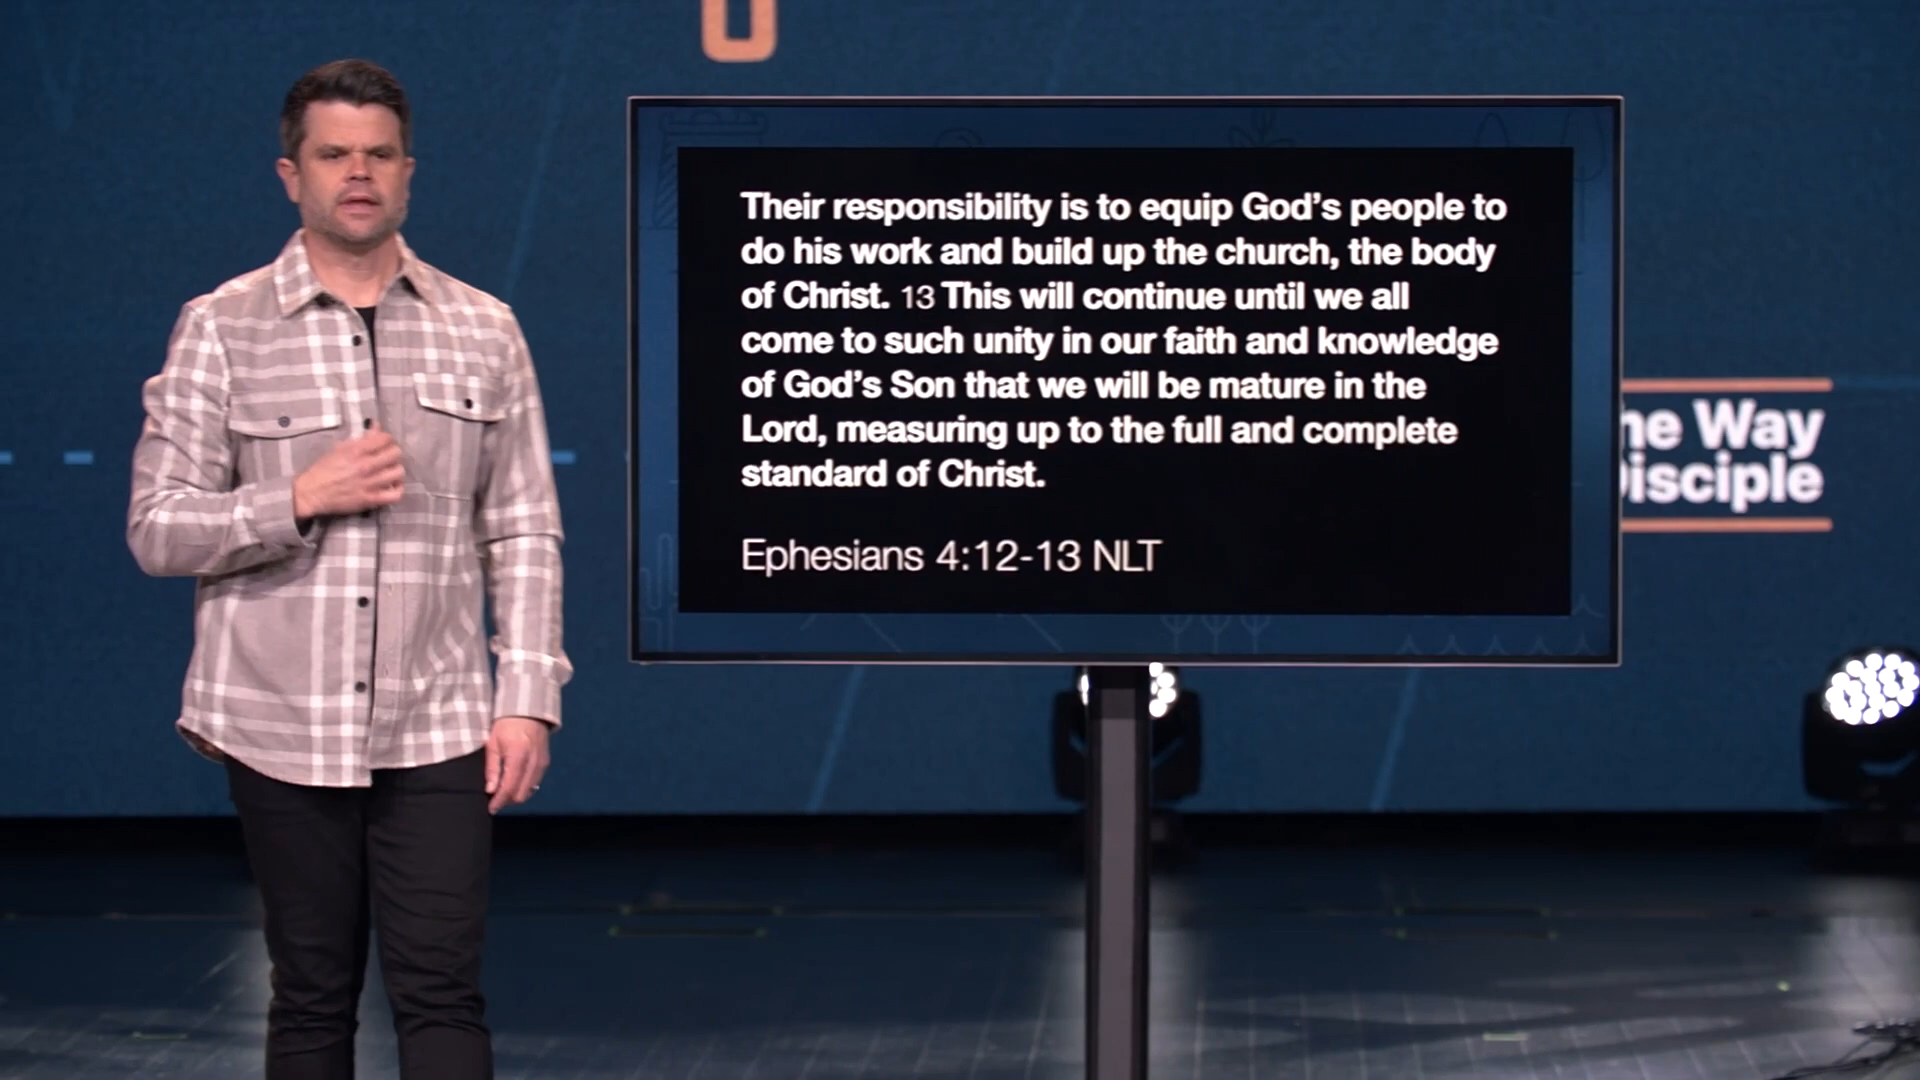 Their responsibility is to equip God's people to
do his work and build up the church, the body
of Christ. 13 This will continue until we all
come to such unity in our faith and knowledge
of God's Son that we will be mature in the
Lord, measuring up to the full and complete
standard of Christ.
Ephesians 4:12-13 NLT
he Way
isciple